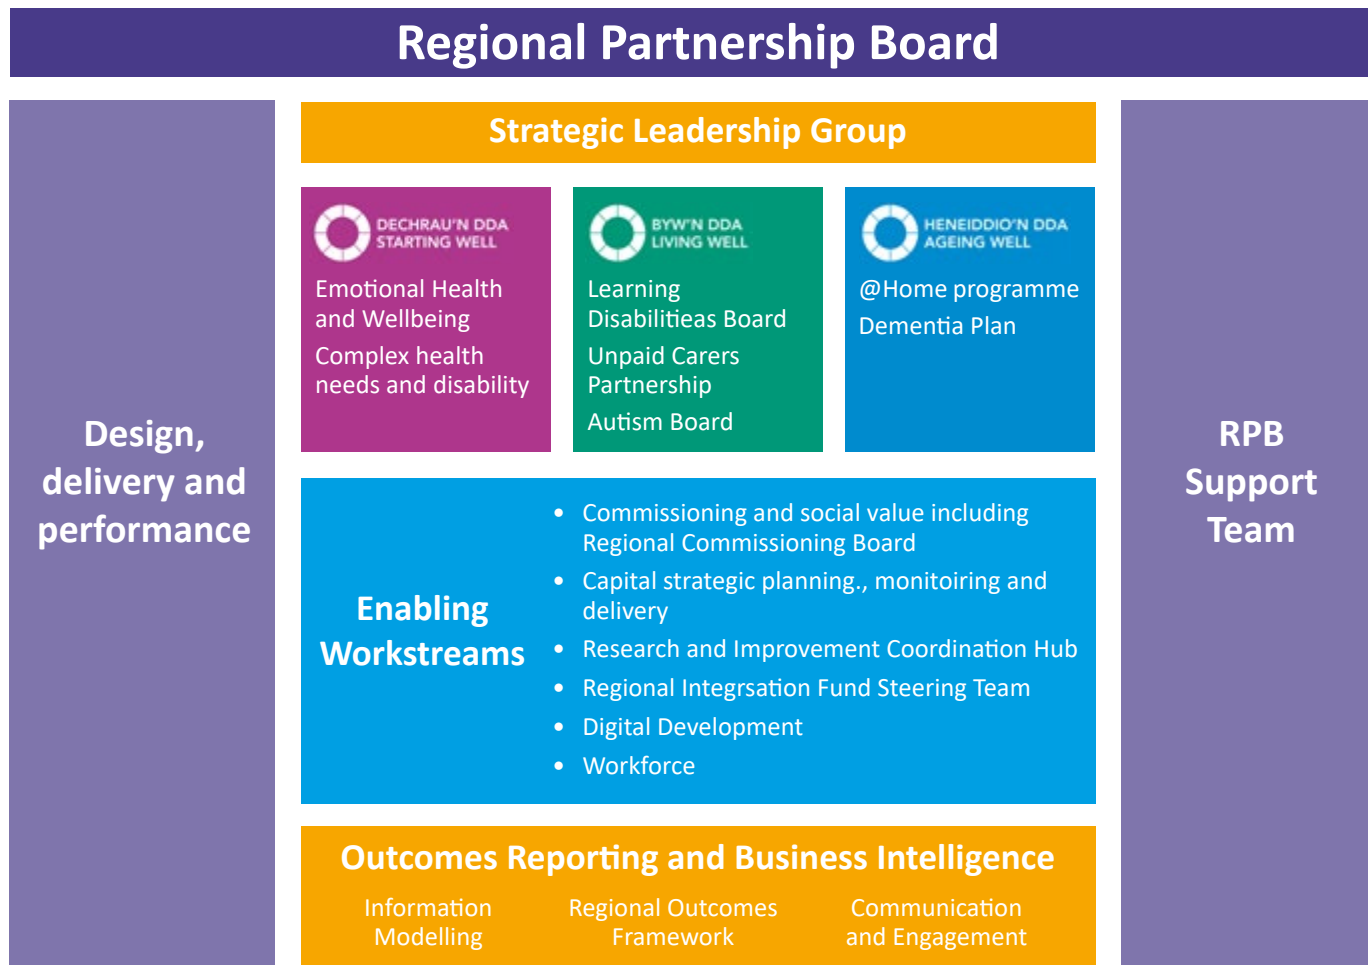 Regional Partnership Board
Design,
delivery and
performance
Strategic Leadership Group
DECHRAU'N DDA
STARTING WELL
Emotional Health
and Wellbeing
Complex health
needs and disability
BYW'N DDA
LIVING WELL
Learning
Disabilitieas Board
Unpaid Carers
Partnership
Autism Board
HENEIDDIO'N DDA
AGEING WELL
@Home programme
Dementia Plan
Enabling
Workstreams
• Commissioning and social value including
Regional Commissioning Board
• Capital strategic planning., monitoiring and
delivery
• Research and Improvement Coordination Hub
• Regional Integrsation Fund Steering Team
• Digital Development
• Workforce
Outcomes Reporting and Business Intelligence
Information
Modelling
Regional Outcomes
Framework
Communication
and Engagement
RPB
Support
Team